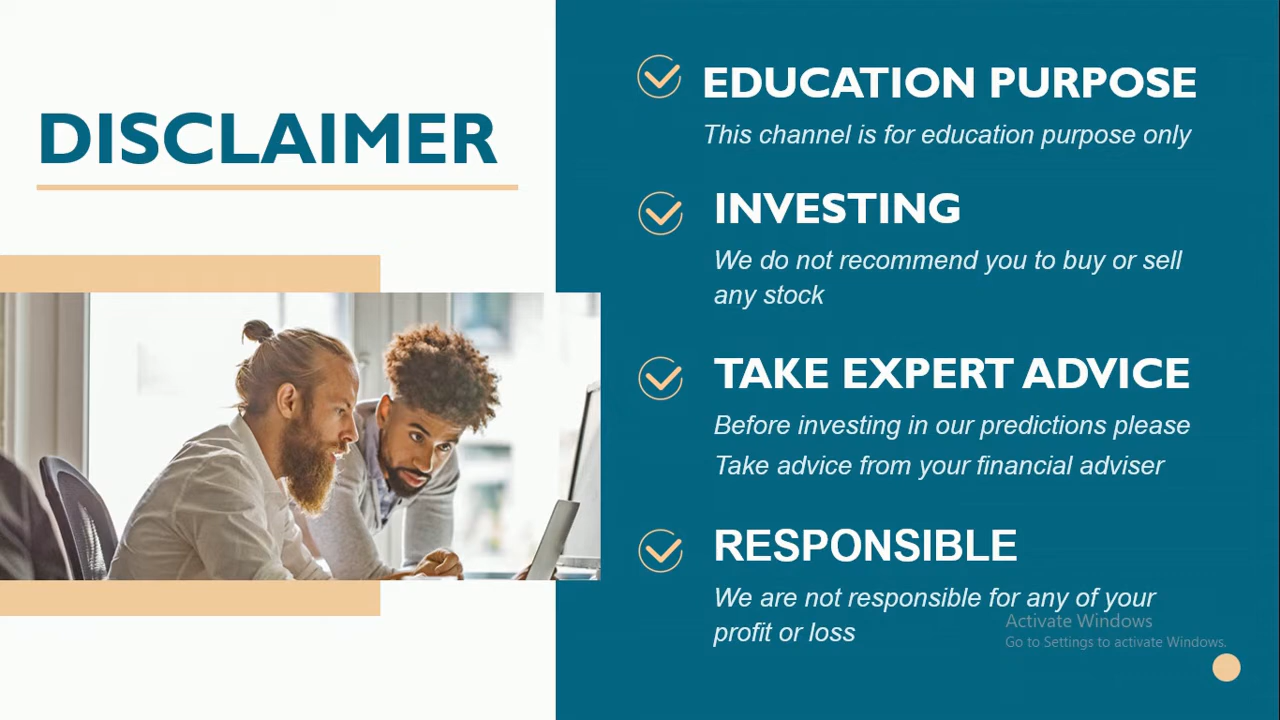 DISCLAIMER
EDUCATION PURPOSE
This channel is for education purpose only
INVESTING
We do not recommend you to buy or sell
any stock
TAKE EXPERT ADVICE
Before investing in our predictions please
Take advice from your financial adviser
RESPONSIBLE
We are not responsible for any of your
profit or loss
Activate Windows
Go to Settings to activate Windows.